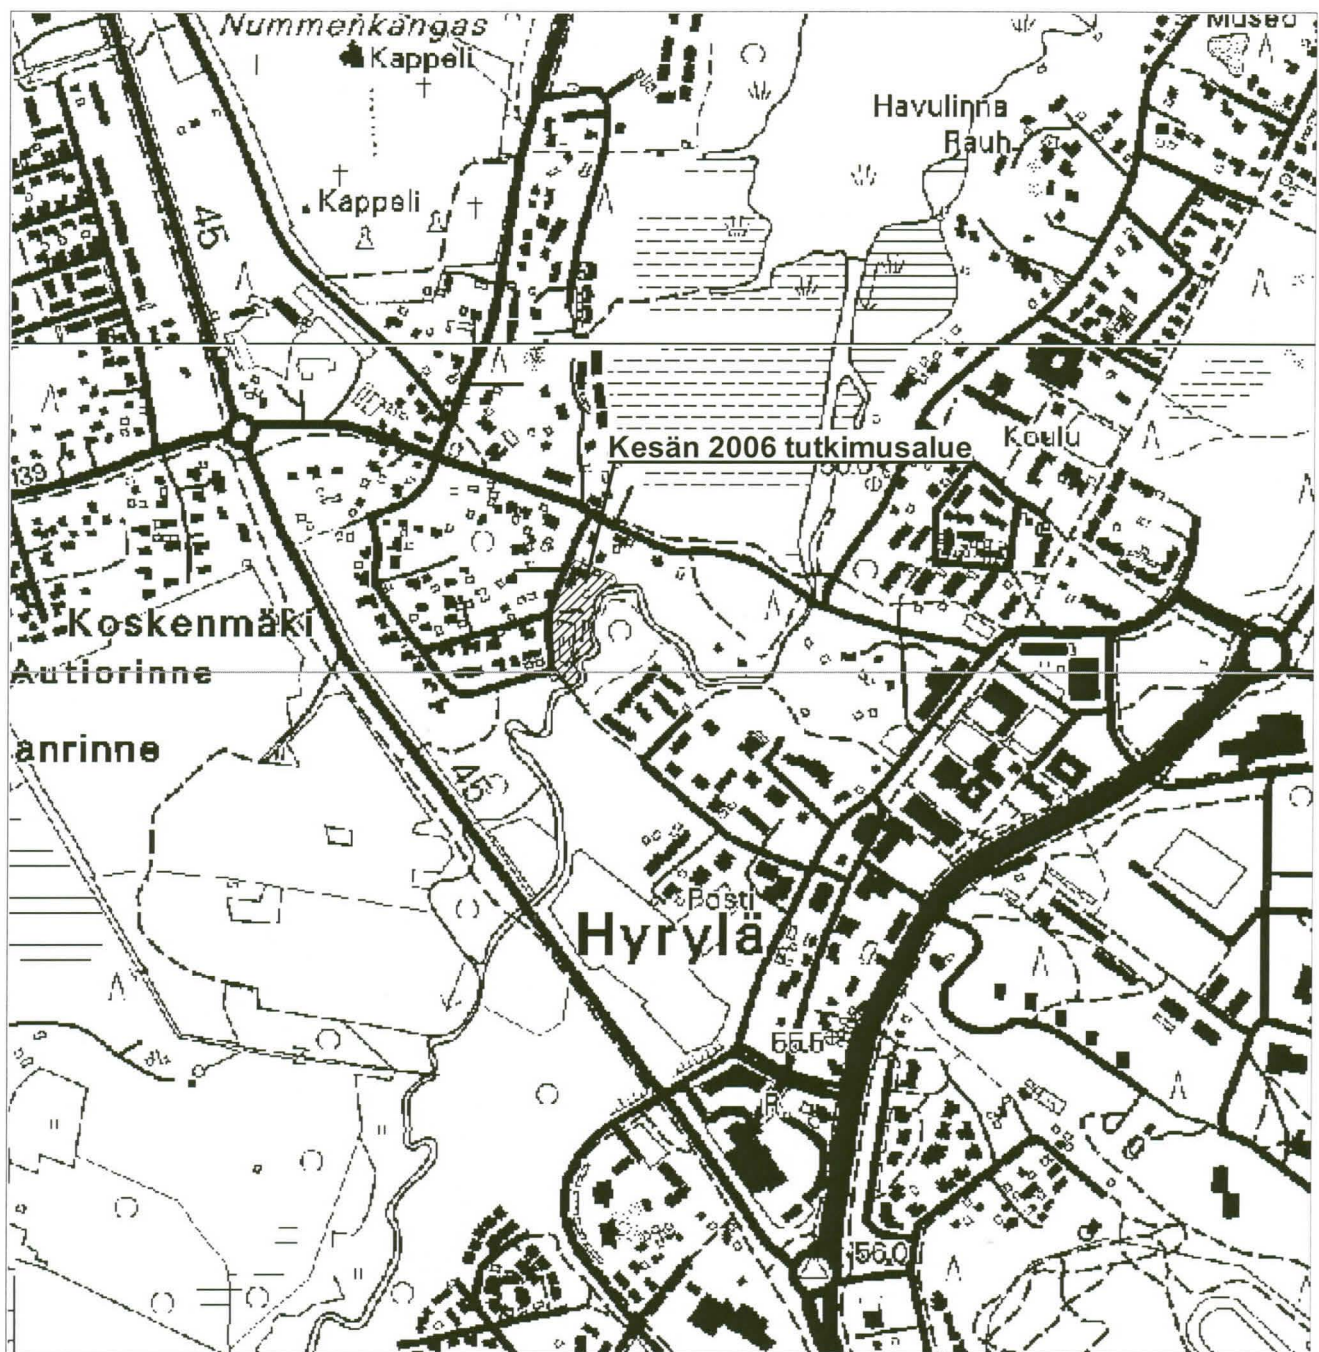 Nummenkangas
Kappeli
Museo
Havulinna
Rauh.
45
Kappeli
Koulu
Kesän 2006 tutkimusalue
139
Koskenmäki
Autiorinne
anrinne
45
Posti
Hyrylä
55.5
P.
56.0